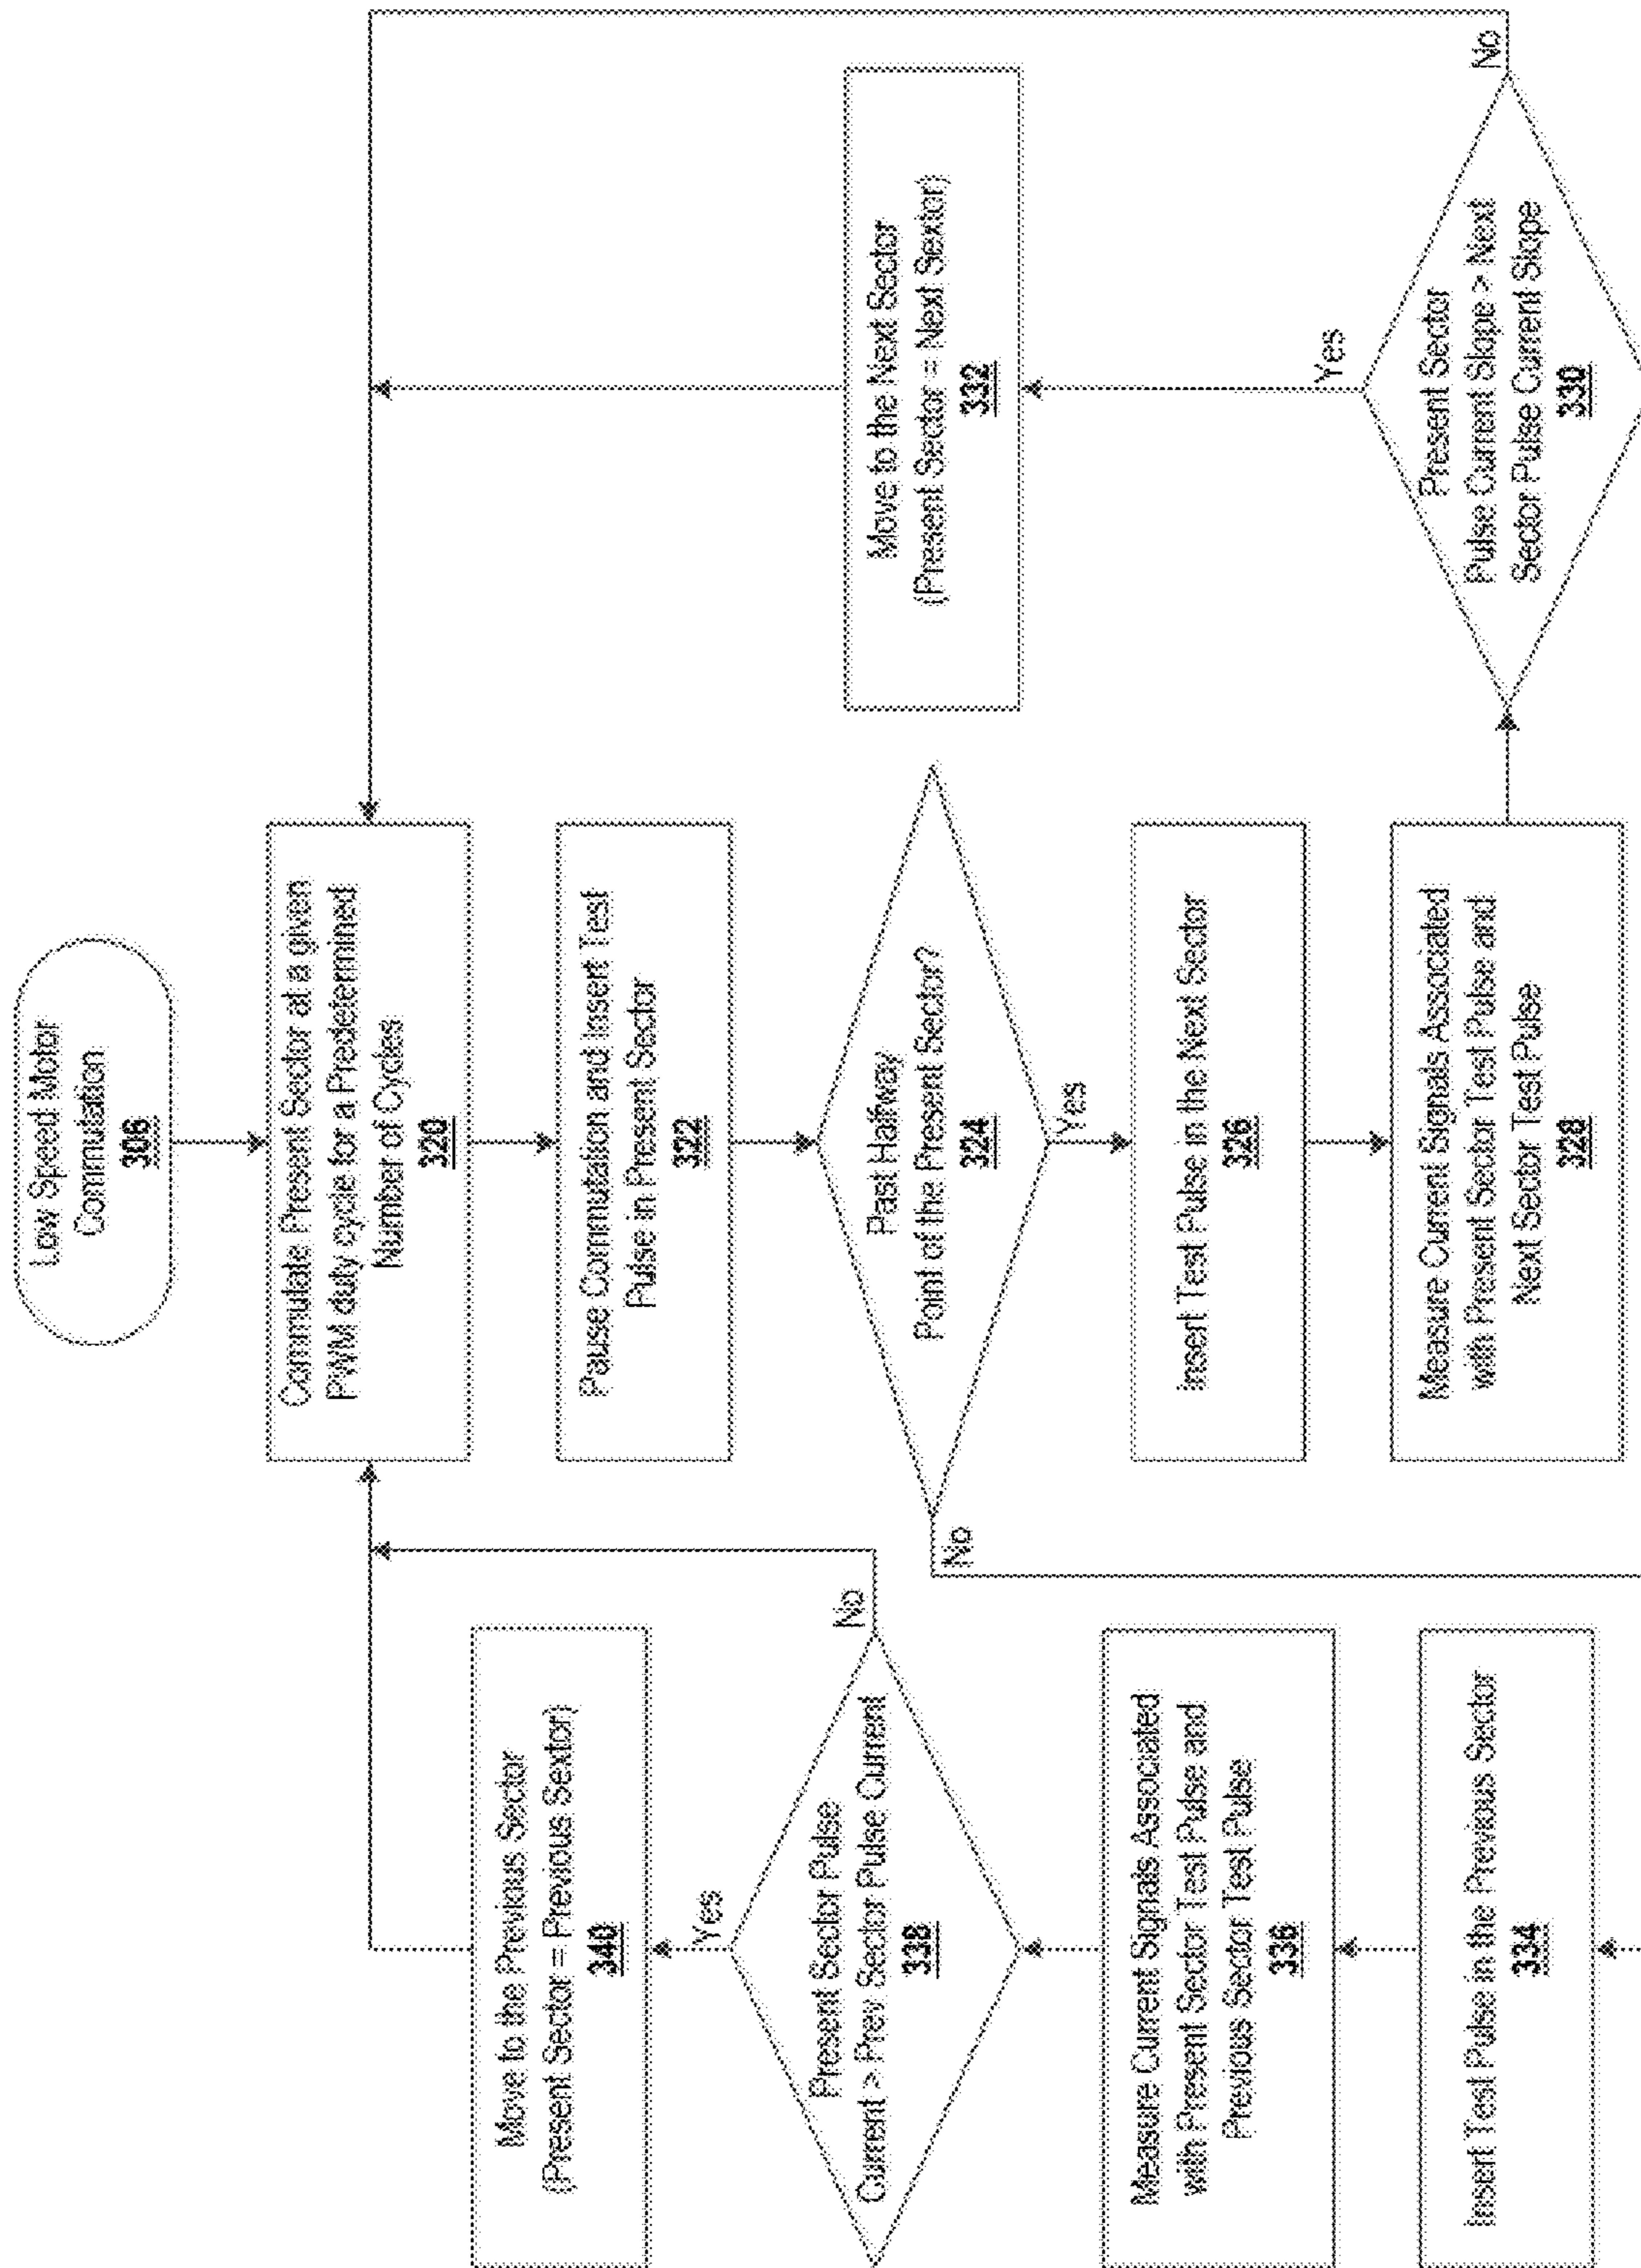 Low Speed Motor
Commutation
306
Commutate Present Sector at a given
PWM duty cycle for a Predetermined
Number of Cycles
320
Pause Commutation and Insert Test
Pulse in Present Sector
322
Past Halfway
Point of the Present Sector?
324
Yes
No
Insert Test Pulse in the Next Sector
326
Measure Current Signals Associated
with Present Sector Test Pulse and
Next Sector Test Pulse
328
Present Sector
Pulse Current Slope > Next
Sector Pulse Current Slope
330
Yes
No
Move to the Next Sector
(Present Sector = Next Sextor)
332
Insert Test Pulse in the Previous Sector
334
Measure Current Signals Associated
with Present Sector Test Pulse and
Previous Sector Test Pulse
336
Present Sector Pulse
Current > Prev Sector Pulse Current
338
Yes
No
Move to the Previous Sector
(Present Sector = Previous Sextor)
340